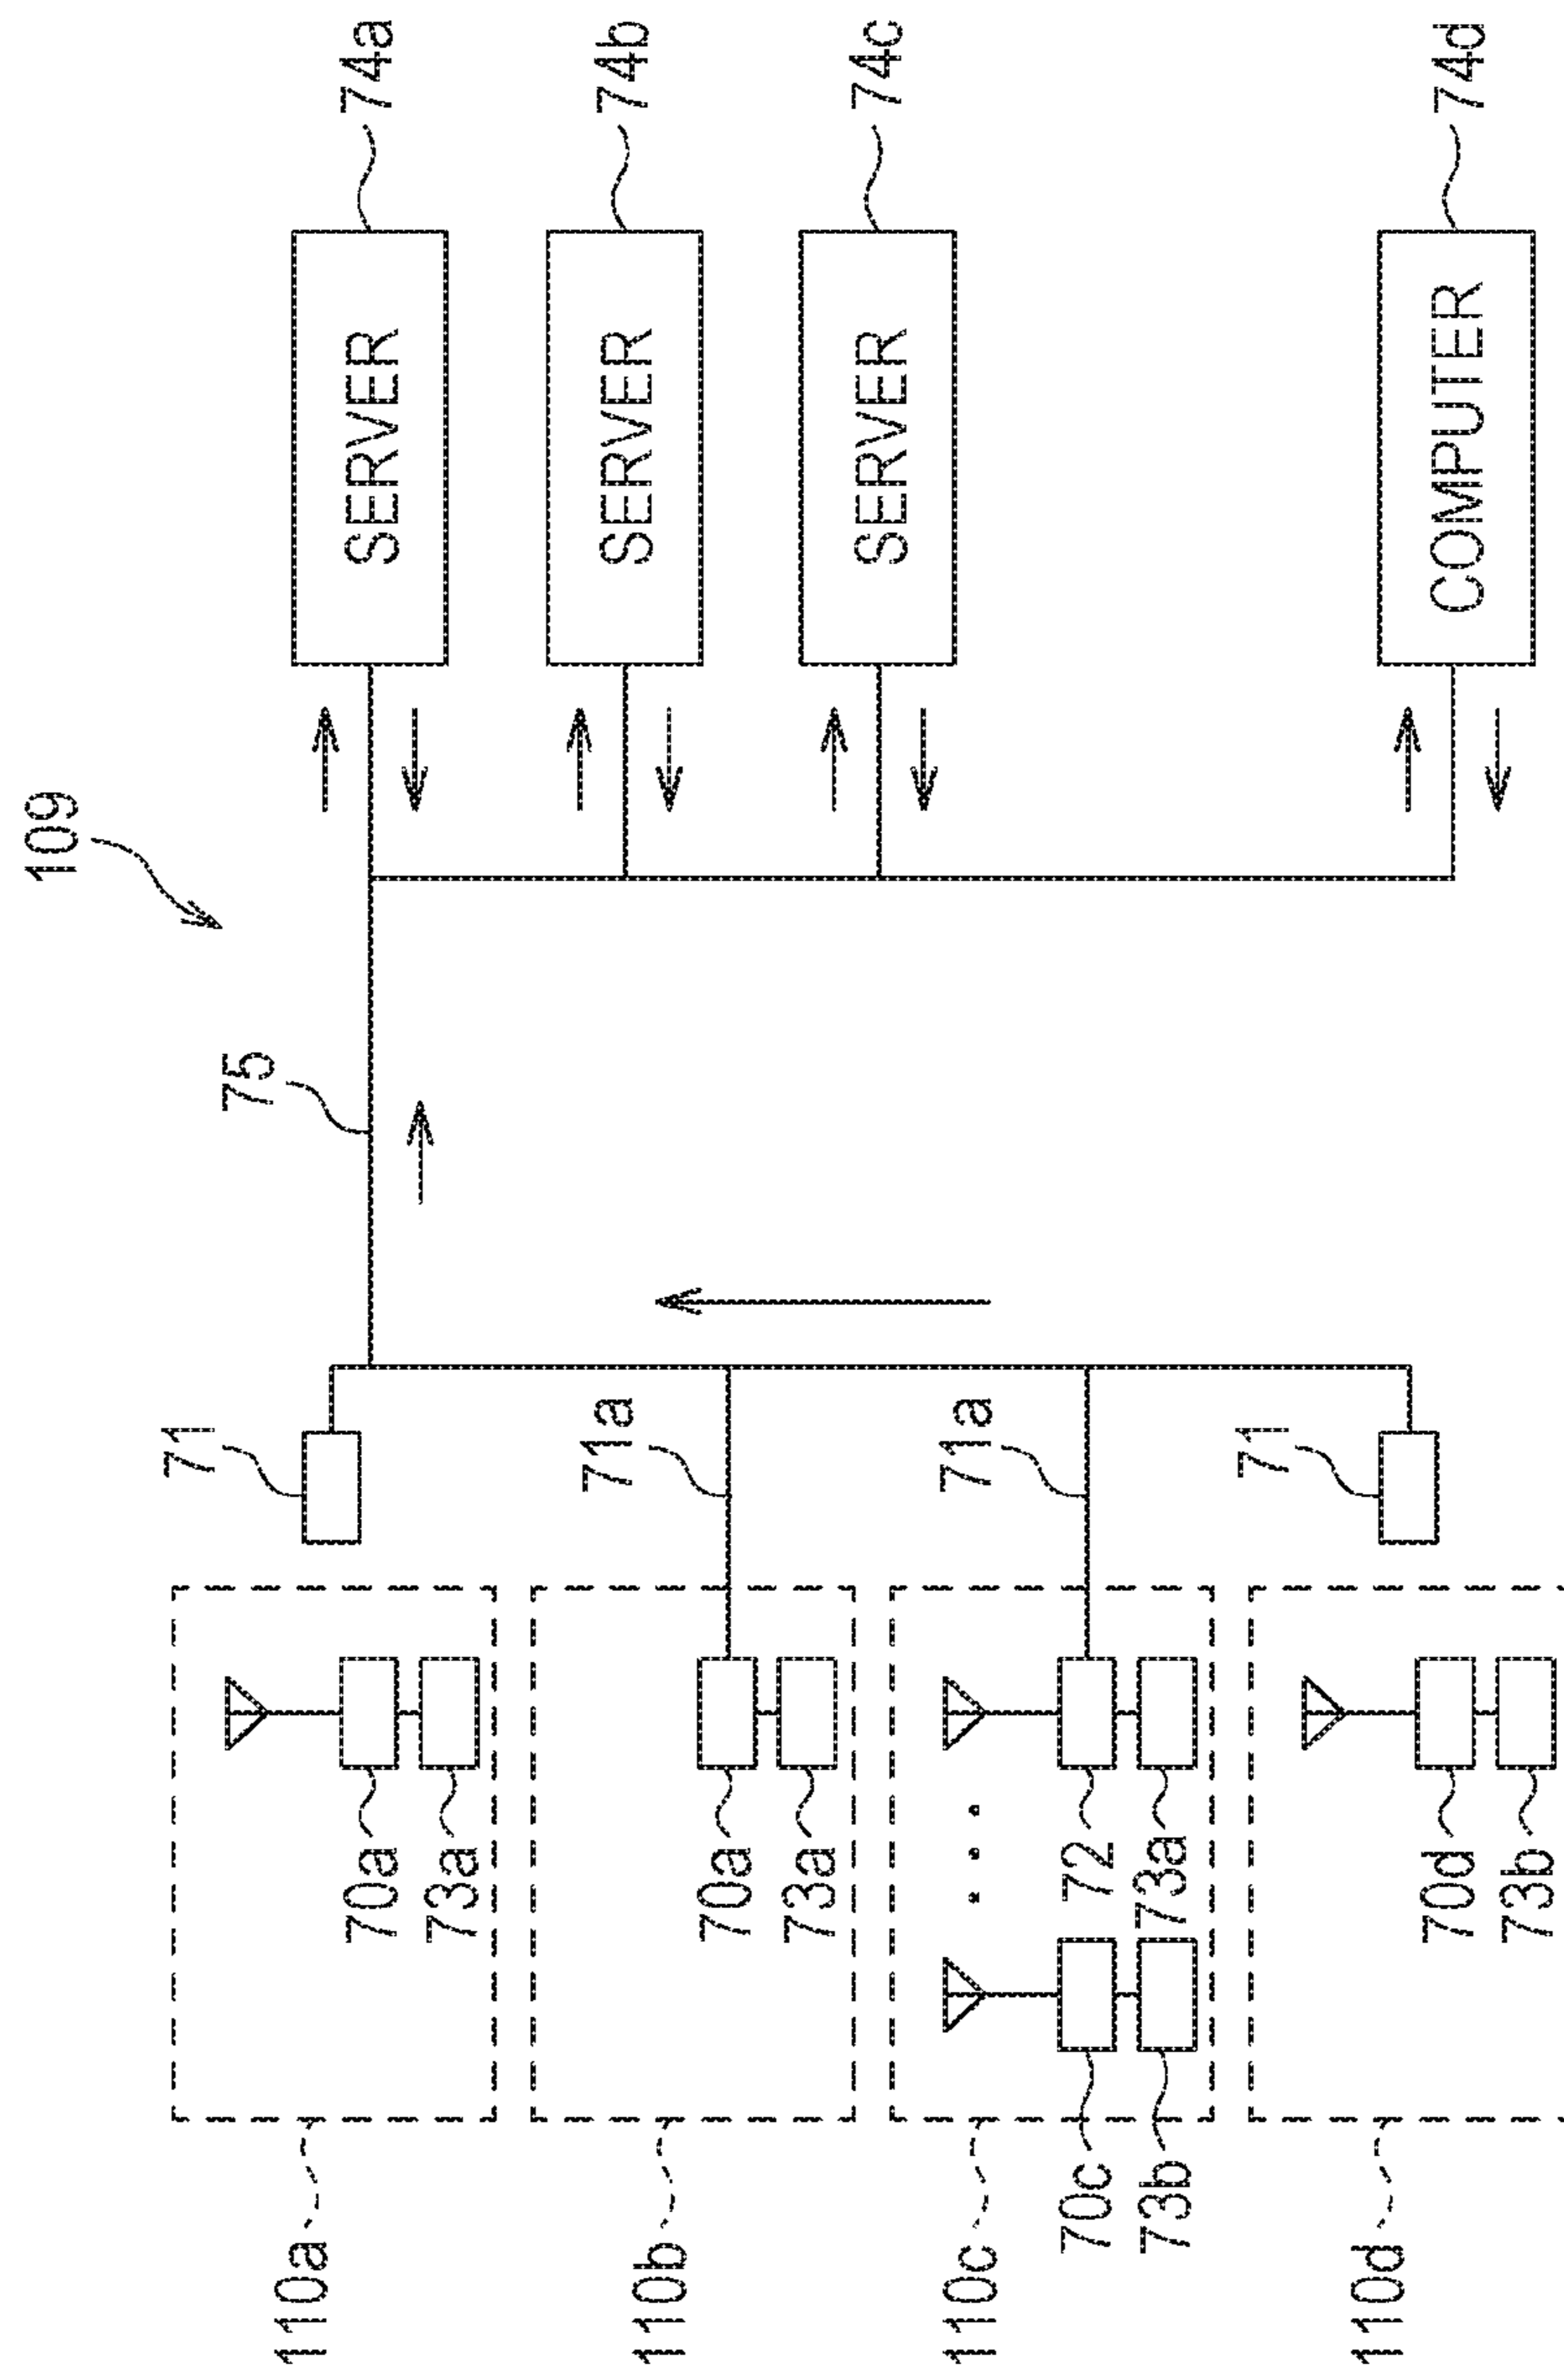 109
74a
74b
74c
74d
SERVER
SERVER
SERVER
COMPUTER
75
71
71a
71a
71
70a
73a
70a
73a
72
73a
70d
73b
70c
73b
110a
110b
110c
110d